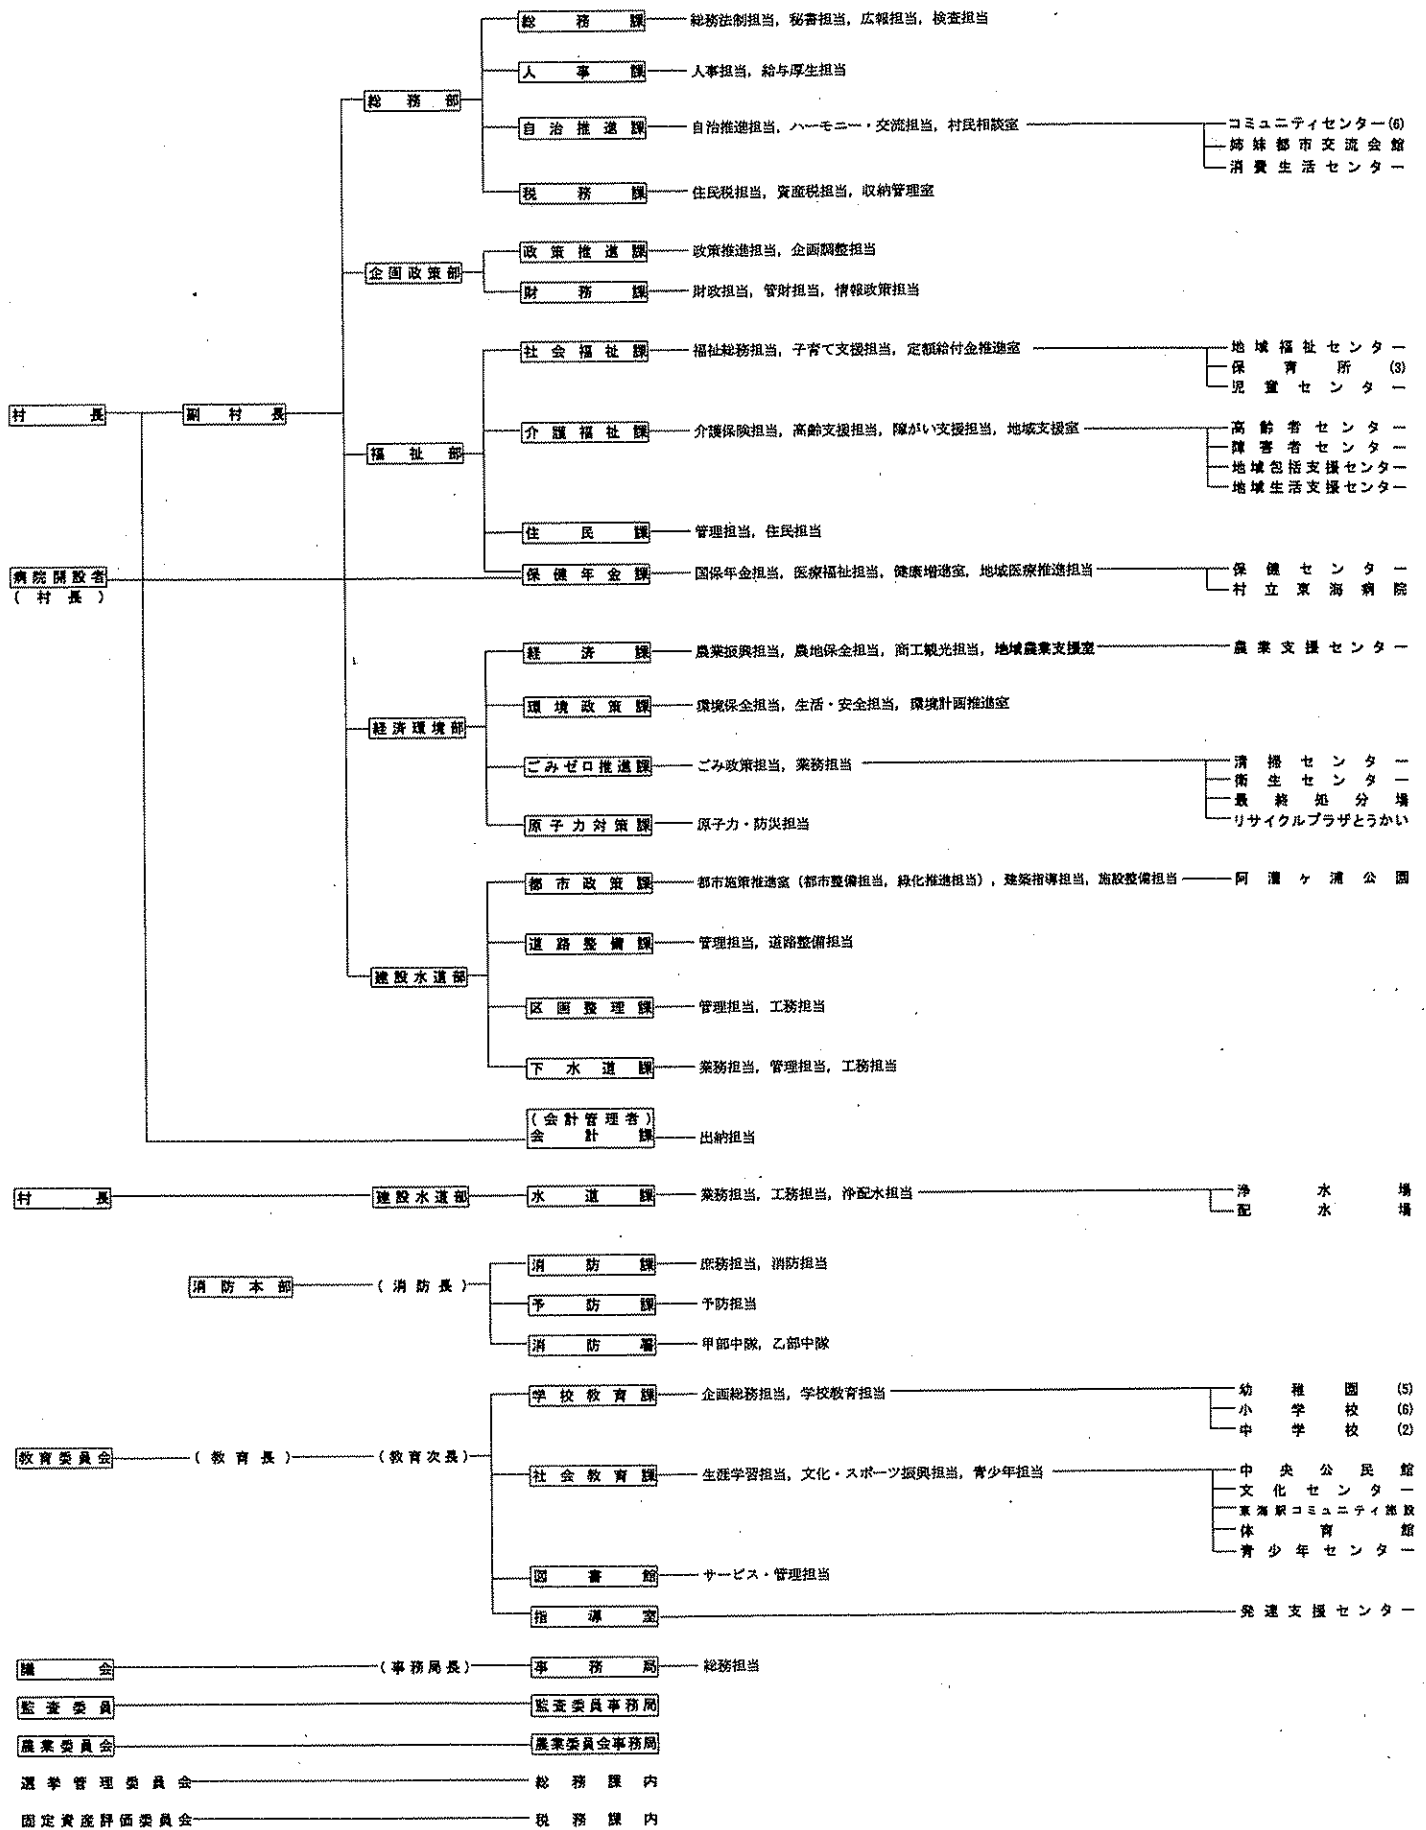 総務課 総務法制担当，秘書担当，広報担当，検査担当
人事課 人事担当，給与厚生担当
総務部
自治推進課 自治推進担当，ハーモニー・交流担当，村民相談室 コミュニティセンター(6)
姉妹都市交流会館
消費生活センター
税務課 住民税担当，資産税担当，収納管理室
政策推進課 政策推進担当，企画調整担当
企画政策部
財務課 財政担当，管財担当，情報政策担当
社会福祉課 福祉総務担当，子育て支援担当，定額給付金推進室 地域福祉センター
保育所(3)
児童センター
村長 副村長
介護福祉課 介護保険担当，高齢支援担当，障がい支援担当，地域支援室 高齢者センター
障害者センター
福祉部
地域包括支援センター
地域生活支援センター
住民課 管理担当，住民担当
病院開設者 保健年金課 国保年金担当，医療福祉担当，健康増進室，地域医療推進担当 保健センター
(村長) 村立東海病院
経済課 農業振興担当，農地保全担当，商工観光担当，地域農業支援室 農業支援センター
環境政策課 環境保全担当，生活・安全担当，環境計画推進室
経済環境部
ごみゼロ推進課 ごみ政策担当，業務担当 清掃センター
衛生センター
最終処分場
リサイクルプラザとうかい
原子力対策課 原子力・防災担当
都市政策課 都市施策推進室（都市整備担当，緑化推進担当），建築指導担当，施設整備担当 阿漕ヶ浦公園
道路整備課 管理担当，道路整備担当
建設水道部
区画整理課 管理担当，工務担当
下水道課 業務担当，管理担当，工務担当
(会計管理者)
会計課 出納担当
村長 建設水道部 水道課 業務担当，工務担当，浄配水担当 浄水場
配水場
消防課 庶務担当，消防担当
消防本部 (消防長)
予防課 予防担当
消防署 甲部中隊，乙部中隊
学校教育課 企画総務担当，学校教育担当 幼稚園(5)
小学校(6)
中学校(2)
教育委員会 (教育長) (教育次長)
社会教育課 生涯学習担当，文化・スポーツ振興担当，青少年担当 中央公民館
文化センター
東海駅コミュニティ施設
体育館
青少年センター
図書館 サービス・管理担当
指導室 発達支援センター
議会 (事務局長) 事務局 総務担当
監査委員 監査委員事務局
農業委員会 農業委員会事務局
選挙管理委員会 総務課内
固定資産評価委員会 税務課内